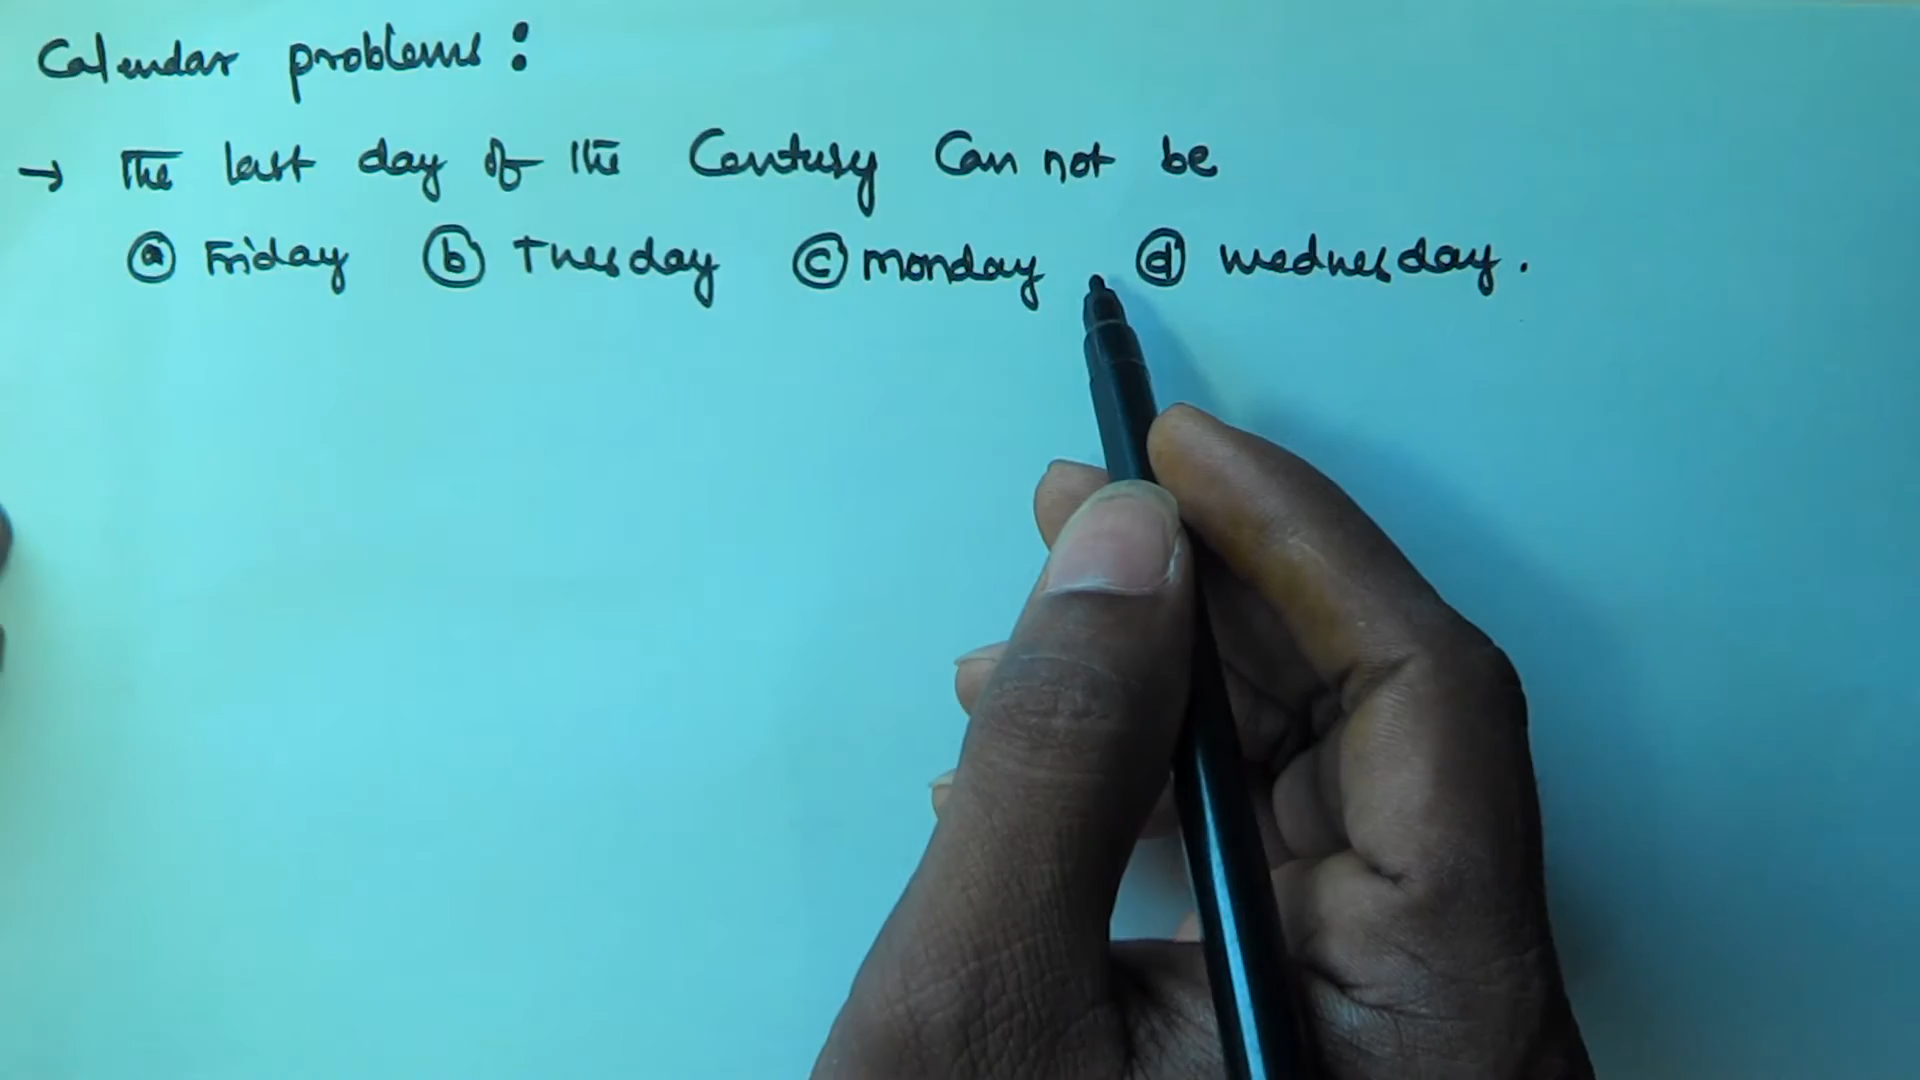 Calendar problems :
→ The last day of the Century Can not be
ⓐ Friday ⓑ Tuesday ⓒ monday ⓓ wednesday .